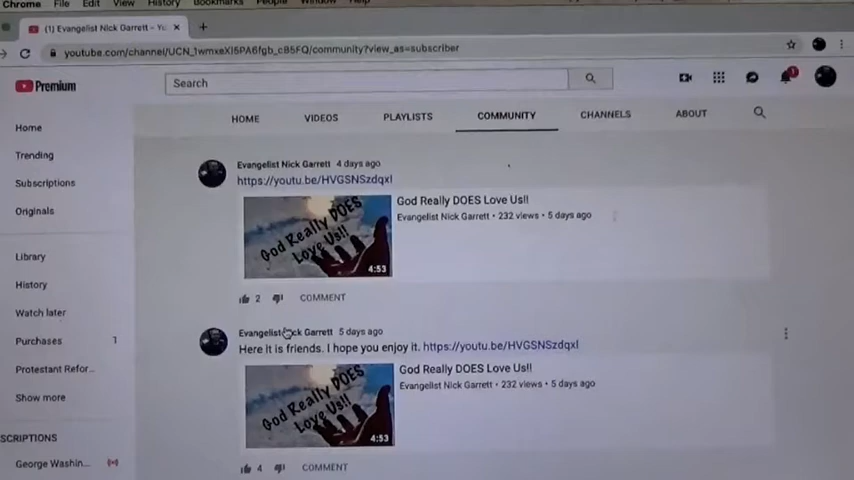 Chrome File Edit View History Bookmarks People Window Help
(1) Evangelist Nick Garrett - Yo
youtube.com/channel/UCN_1wmxeXI5PA6fgb_cB5FQ/community?view_as=subscriber
Premium
Search
1
HOME VIDEOS PLAYLISTS COMMUNITY CHANNELS ABOUT
Home
Trending
Subscriptions
Originals
Library
History
Watch later
Purchases 1
Protestant Refor...
Show more
SCRIPTIONS
George Washin...
Evangelist Nick Garrett 4 days ago
https://youtu.be/HVGSNSzdqxI
God Really DOES
Love Us!!
4:53
God Really DOES Love Us!!
Evangelist Nick Garrett • 232 views • 5 days ago
2 COMMENT
Evangelist Nick Garrett 5 days ago
Here it is friends. I hope you enjoy it. https://youtu.be/HVGSNSzdqxI
God Really DOES
Love Us!!
4:53
God Really DOES Love Us!!
Evangelist Nick Garrett • 232 views • 5 days ago
4 COMMENT